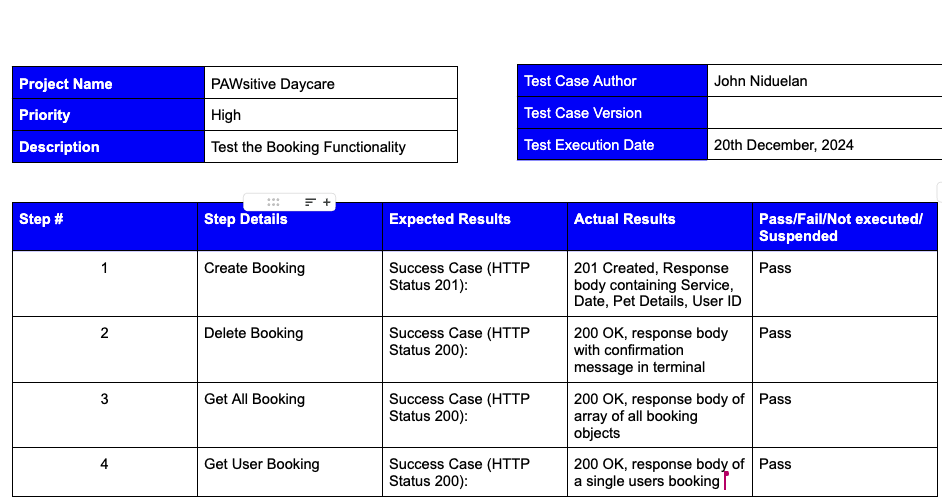 Project Name PAWsitive Daycare
Priority High
Description Test the Booking Functionality
Test Case Author John Niduelan
Test Case Version
Test Execution Date 20th December, 2024
Step # Step Details Expected Results Actual Results Pass/Fail/Not executed/
Suspended
1 Create Booking Success Case (HTTP
Status 201):
201 Created, Response
body containing Service,
Date, Pet Details, User ID
Pass
2 Delete Booking Success Case (HTTP
Status 200):
200 OK, response body
with confirmation
message in terminal
Pass
3 Get All Booking Success Case (HTTP
Status 200):
200 OK, response body of
array of all booking
objects
Pass
4 Get User Booking Success Case (HTTP
Status 200):
200 OK, response body of
a single users booking
Pass